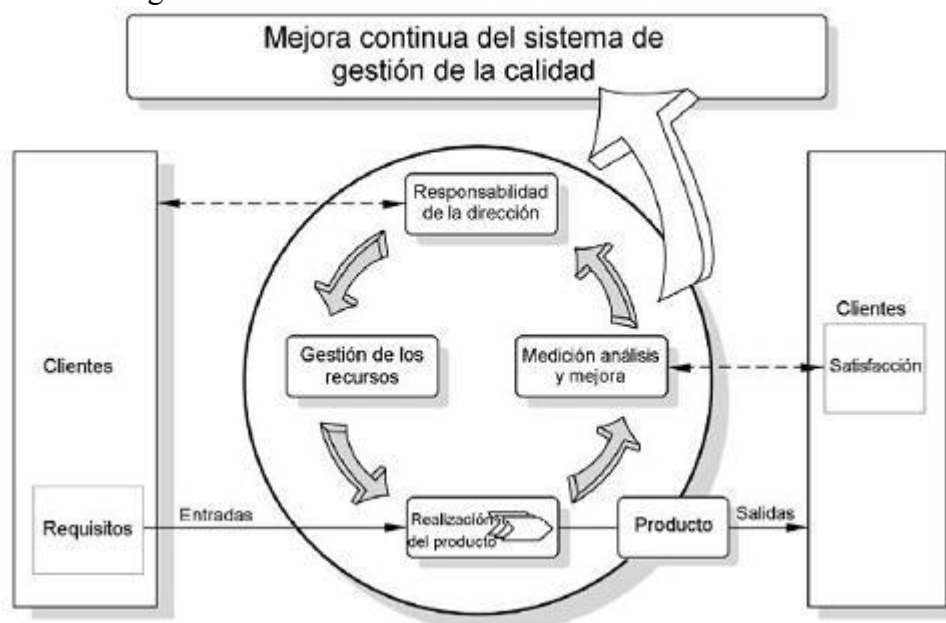 Mejora continua del sistema de
gestión de la calidad
Responsabilidad
de la dirección
Clientes
Gestión de los
recursos
Medición análisis
y mejora
Clientes
Satisfacción
Requisitos
Entradas
Realización
del producto
Producto
Salidas